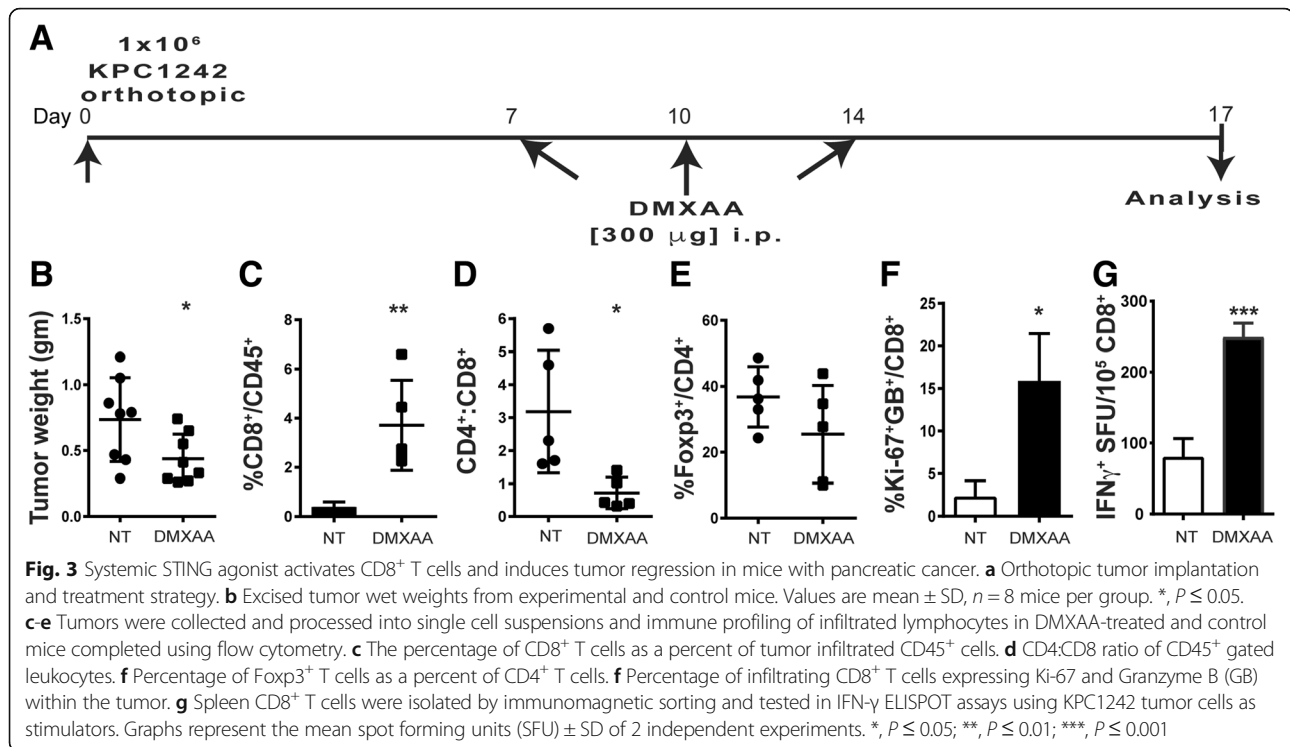 A
1x10⁶
KPC1242
orthotopic
Day 0 7 10 14 17
DMXAA
[300 µg] i.p.
Analysis
B
Tumor weight (gm)
1.5
1.0
0.5
0.0
*
NT DMXAA
C
%CD8⁺/CD45⁺
8
6
4
2
0
**
NT DMXAA
D
CD4⁺:CD8⁺
6
5
4
3
2
1
0
*
NT DMXAA
E
%Foxp3⁺/CD4⁺
60
40
20
0
NT DMXAA
F
%Ki-67⁺GB⁺/CD8⁺
25
20
15
10
5
0
*
NT DMXAA
G
IFNγ⁺ SFU/10⁵ CD8⁺
300
200
100
0
***
NT DMXAA
Fig. 3 Systemic STING agonist activates CD8⁺ T cells and induces tumor regression in mice with pancreatic cancer. a Orthotopic tumor implantation
and treatment strategy. b Excised tumor wet weights from experimental and control mice. Values are mean ± SD, n = 8 mice per group. *, P ≤ 0.05.
c-e Tumors were collected and processed into single cell suspensions and immune profiling of infiltrated lymphocytes in DMXAA-treated and control
mice completed using flow cytometry. c The percentage of CD8⁺ T cells as a percent of tumor infiltrated CD45⁺ cells. d CD4:CD8 ratio of CD45⁺ gated
leukocytes. f Percentage of Foxp3⁺ T cells as a percent of CD4⁺ T cells. f Percentage of infiltrating CD8⁺ T cells expressing Ki-67 and Granzyme B (GB)
within the tumor. g Spleen CD8⁺ T cells were isolated by immunomagnetic sorting and tested in IFN-γ ELISPOT assays using KPC1242 tumor cells as
stimulators. Graphs represent the mean spot forming units (SFU) ± SD of 2 independent experiments. *, P ≤ 0.05; **, P ≤ 0.01; ***, P ≤ 0.001